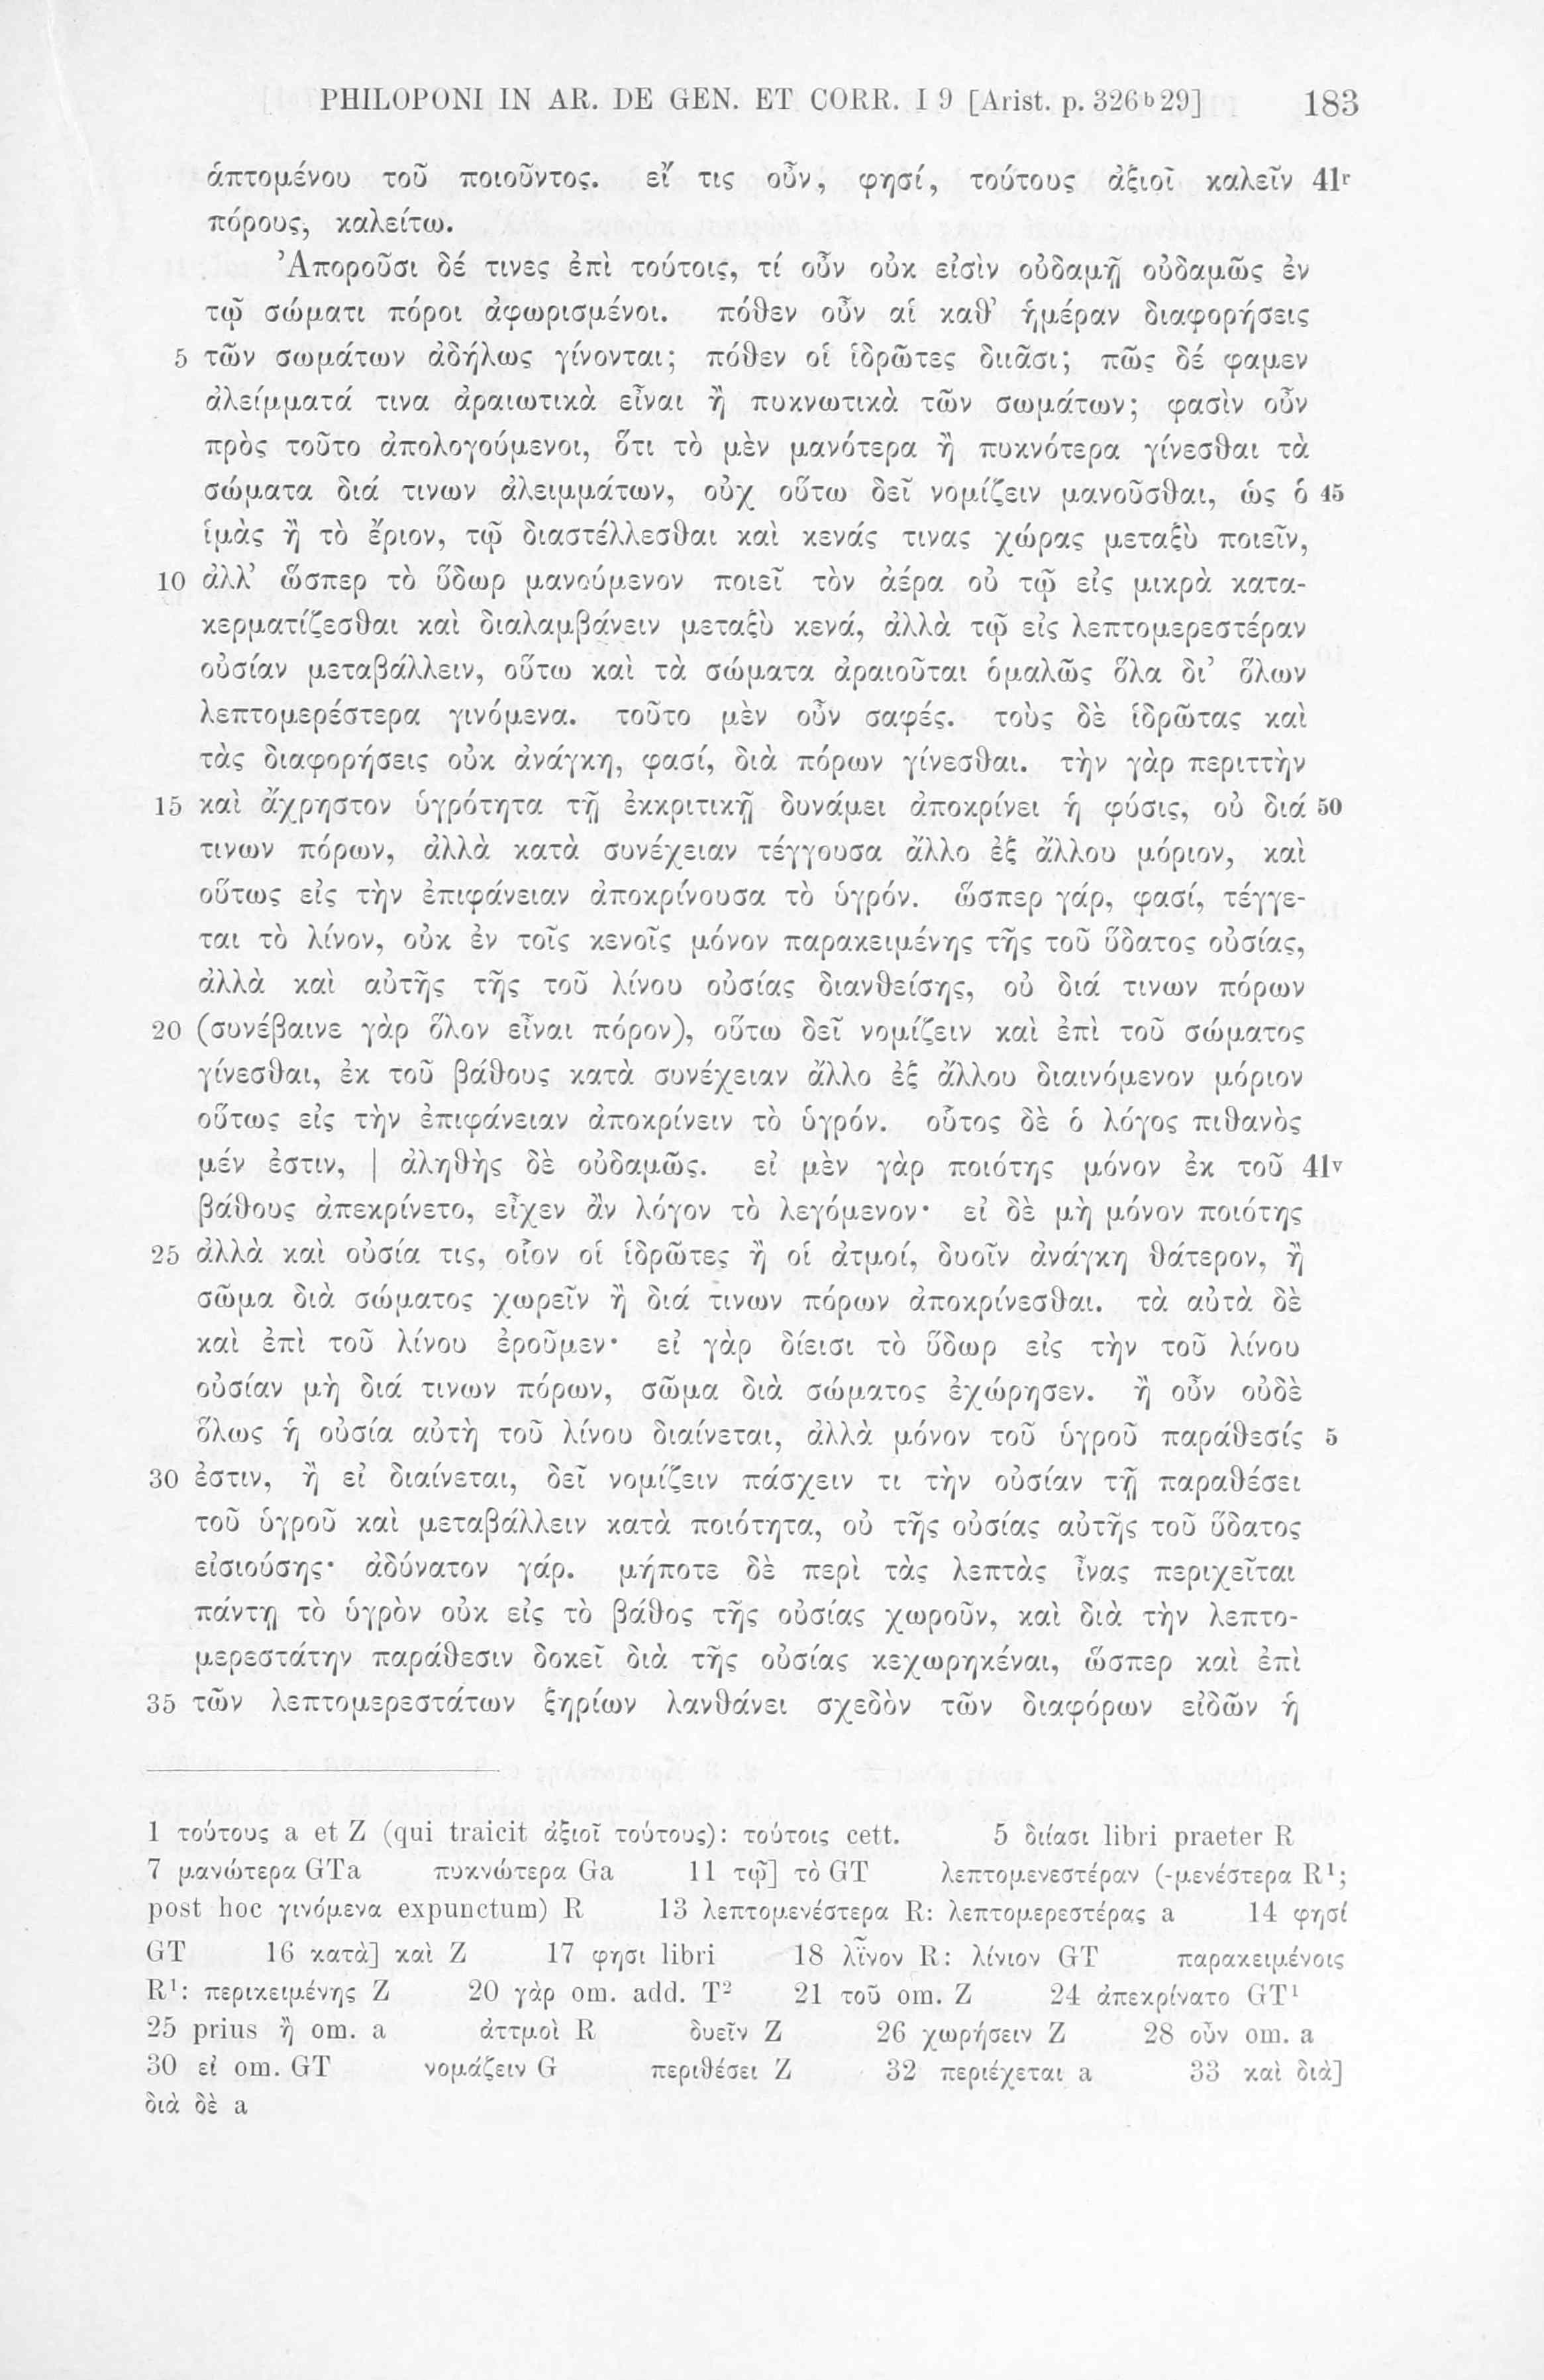 PHILOPONI IN AR. DE GEN. ET CORR. I 9 [Arist. p. 326ᵇ29] 183
ἁπτομένου τοῦ ποιοῦντος. εἴ τις οὖν, φησί, τούτους ἀξιοῖ καλεῖν 41ʳ
πόρους, καλείτω.
Ἀποροῦσι δέ τινες ἐπὶ τούτοις, τί οὖν οὐκ εἰσὶν οὐδαμῇ οὐδαμῶς ἐν
τῷ σώματι πόροι ἀφωρισμένοι. πόθεν οὖν αἱ καθ’ ἡμέραν διαφορήσεις
5 τῶν σωμάτων ἀδήλως γίνονται; πόθεν οἱ ἱδρῶτες διιᾶσι; πῶς δέ φαμεν
ἀλείμματά τινα ἀραιωτικὰ εἶναι ἢ πυκνωτικὰ τῶν σωμάτων; φασὶν οὖν
πρὸς τοῦτο ἀπολογούμενοι, ὅτι τὸ μὲν μανότερα ἢ πυκνότερα γίνεσθαι τὰ
σώματα διά τινων ἀλειμμάτων, οὐχ οὕτω δεῖ νομίζειν μανοῦσθαι, ὡς ὁ 45
ἱμὰς ἢ τὸ ἔριον, τῷ διαστέλλεσθαι καὶ κενάς τινας χώρας μεταξὺ ποιεῖν,
10 ἀλλ’ ὥσπερ τὸ ὕδωρ μανούμενον ποιεῖ τὸν ἀέρα οὐ τῷ εἰς μικρὰ κατα-
κερματίζεσθαι καὶ διαλαμβάνειν μεταξὺ κενά, ἀλλὰ τῷ εἰς λεπτομερεστέραν
οὐσίαν μεταβάλλειν, οὕτω καὶ τὰ σώματα ἀραιοῦται ὁμαλῶς ὅλα δι’ ὅλων
λεπτομερέστερα γινόμενα. τοῦτο μὲν οὖν σαφές. τοὺς δὲ ἱδρῶτας καὶ
τὰς διαφορήσεις οὐκ ἀνάγκη, φασί, διὰ πόρων γίνεσθαι. τὴν γὰρ περιττὴν
15 καὶ ἄχρηστον ὑγρότητα τῇ ἐκκριτικῇ δυνάμει ἀποκρίνει ἡ φύσις, οὐ διά 50
τινων πόρων, ἀλλὰ κατὰ συνέχειαν τέγγουσα ἄλλο ἐξ ἄλλου μόριον, καὶ
οὕτως εἰς τὴν ἐπιφάνειαν ἀποκρίνουσα τὸ ὑγρόν. ὥσπερ γάρ, φασί, τέγγε-
ται τὸ λίνον, οὐκ ἐν τοῖς κενοῖς μόνον παρακειμένης τῆς τοῦ ὕδατος οὐσίας,
ἀλλὰ καὶ αὐτῆς τῆς τοῦ λίνου οὐσίας διανθείσης, οὐ διά τινων πόρων
20 (συνέβαινε γὰρ ὅλον εἶναι πόρον), οὕτω δεῖ νομίζειν καὶ ἐπὶ τοῦ σώματος
γίνεσθαι, ἐκ τοῦ βάθους κατὰ συνέχειαν ἄλλο ἐξ ἄλλου διαινόμενον μόριον
οὕτως εἰς τὴν ἐπιφάνειαν ἀποκρίνειν τὸ ὑγρόν. οὗτος δὲ ὁ λόγος πιθανὸς
μέν ἐστιν, | ἀληθὴς δὲ οὐδαμῶς. εἰ μὲν γὰρ ποιότης μόνον ἐκ τοῦ 41ᵛ
βάθους ἀπεκρίνετο, εἶχεν ἂν λόγον τὸ λεγόμενον· εἰ δὲ μὴ μόνον ποιότης
25 ἀλλὰ καὶ οὐσία τις, οἷον οἱ ἱδρῶτες ἢ οἱ ἀτμοί, δυοῖν ἀνάγκη θάτερον, ἢ
σῶμα διὰ σώματος χωρεῖν ἢ διά τινων πόρων ἀποκρίνεσθαι. τὰ αὐτὰ δὲ
καὶ ἐπὶ τοῦ λίνου ἐροῦμεν· εἰ γὰρ δίεισι τὸ ὕδωρ εἰς τὴν τοῦ λίνου
οὐσίαν μὴ διά τινων πόρων, σῶμα διὰ σώματος ἐχώρησεν. ἢ οὖν οὐδὲ
ὅλως ἡ οὐσία αὐτὴ τοῦ λίνου διαίνεται, ἀλλὰ μόνον τοῦ ὑγροῦ παράθεσίς 5
30 ἐστιν, ἢ εἰ διαίνεται, δεῖ νομίζειν πάσχειν τι τὴν οὐσίαν τῇ παραθέσει
τοῦ ὑγροῦ καὶ μεταβάλλειν κατὰ ποιότητα, οὐ τῆς οὐσίας αὐτῆς τοῦ ὕδατος
εἰσιούσης· ἀδύνατον γάρ. μήποτε δὲ περὶ τὰς λεπτὰς ἶνας περιχεῖται
πάντῃ τὸ ὑγρὸν οὐκ εἰς τὸ βάθος τῆς οὐσίας χωροῦν, καὶ διὰ τὴν λεπτο-
μερεστάτην παράθεσιν δοκεῖ διὰ τῆς οὐσίας κεχωρηκέναι, ὥσπερ καὶ ἐπὶ
35 τῶν λεπτομερεστάτων ξηρίων λανθάνει σχεδὸν τῶν διαφόρων εἰδῶν ἡ
1 τούτους a et Z (qui traicit ἀξιοῖ τούτους): τούτοις cett. 5 διίασι libri praeter R
7 μανώτερα GTa πυκνώτερα Ga 11 τῷ] τὸ GT λεπτομενεστέραν (-μενέστερα R¹;
post hoc γινόμενα expunctum) R 13 λεπτομενέστερα R: λεπτομερεστέρας a 14 φησί
GT 16 κατὰ] καὶ Z 17 φησι libri 18 λῖνον R: λίνιον GT παρακειμένοις
R¹: περικειμένης Z 20 γὰρ om. add. T² 21 τοῦ om. Z 24 ἀπεκρίνατο GT¹
25 prius ἢ om. a ἀττμοὶ R δυεῖν Z 26 χωρήσειν Z 28 οὖν om. a
30 εἰ om. GT νομάζειν G περιθέσει Z 32 περιέχεται a 33 καὶ διὰ]
διὰ δὲ a